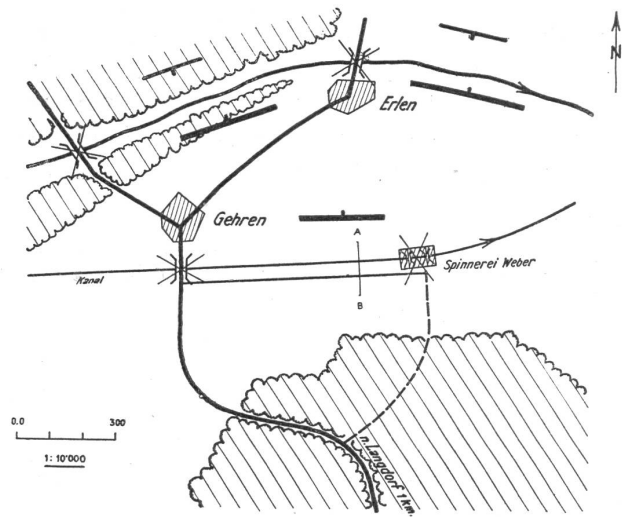 N
Erlen
Gehren
A
Kanal
Spinnerei Weber
B
0.0 300
1:10'000
n. Langdorf 1 km.